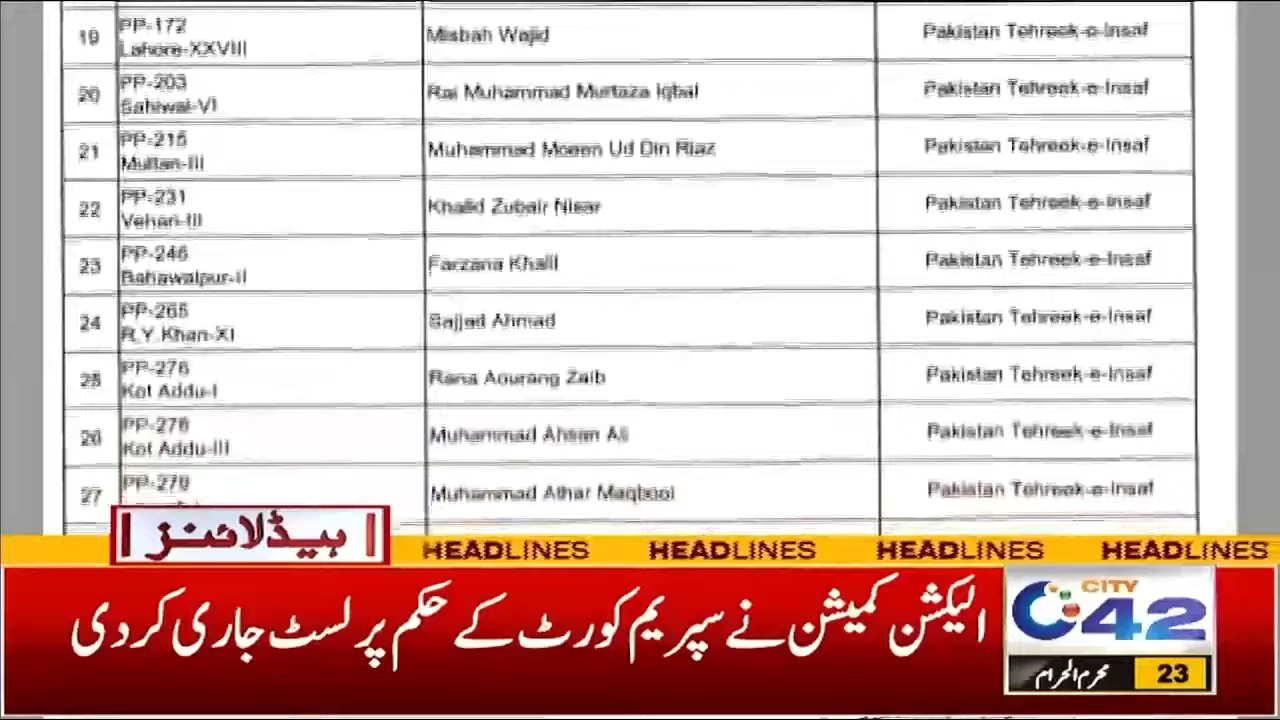 19 PP-172 Misbah Wajid Pakistan Tehreek-e-Insaf
Lahore-XXVIII
20 PP-203 Rai Muhammad Murtaza Iqbal Pakistan Tehreek-e-Insaf
Sahiwal-VI
21 PP-215 Muhammad Moeen Ud Din Riaz Pakistan Tehreek-e-Insaf
Multan-III
22 PP-231 Khalid Zubair Nisar Pakistan Tehreek-e-Insaf
Vehari-III
23 PP-246 Farzana Khalil Pakistan Tehreek-e-Insaf
Bahawalpur-II
24 PP-265 Sajjad Ahmad Pakistan Tehreek-e-Insaf
R.Y.Khan-XI
25 PP-276 Rana Aourang Zaib Pakistan Tehreek-e-Insaf
Kot Addu-I
26 Muhammad Ahsan Ali Pakistan Tehreek-e-Insaf
Kot Addu-III
27 Muhammad Athar Maqbool Pakistan Tehreek-e-Insaf
ہیڈلائنز
HEADLINES HEADLINES HEADLINES HEADLINES
الیکشن کمیشن نے سپریم کورٹ کے حکم پر لسٹ جاری کردی
CITY
42
محرم الحرام 23